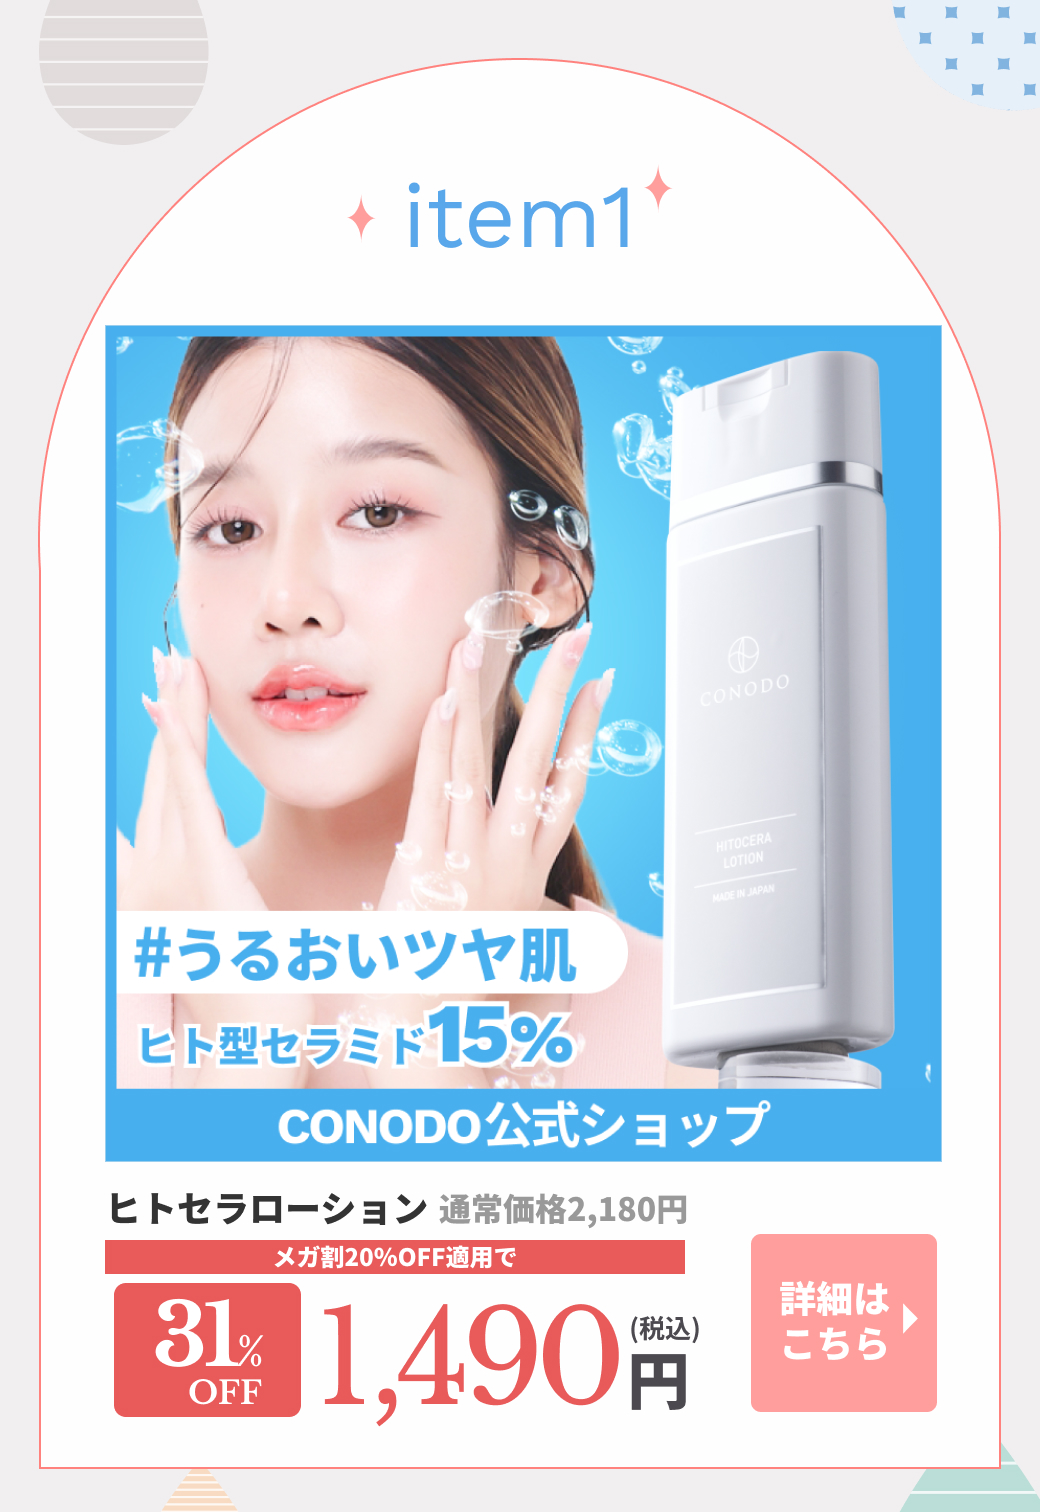 item1
CONODO
HITOCERA
LOTION
MADE IN JAPAN
#うるおいツヤ肌
ヒト型セラミド15%
CONODO公式ショップ
ヒトセラローション 通常価格2,180円
メガ割20%OFF適用で
31%
OFF
1,490
(税込)
円
詳細は
こちら